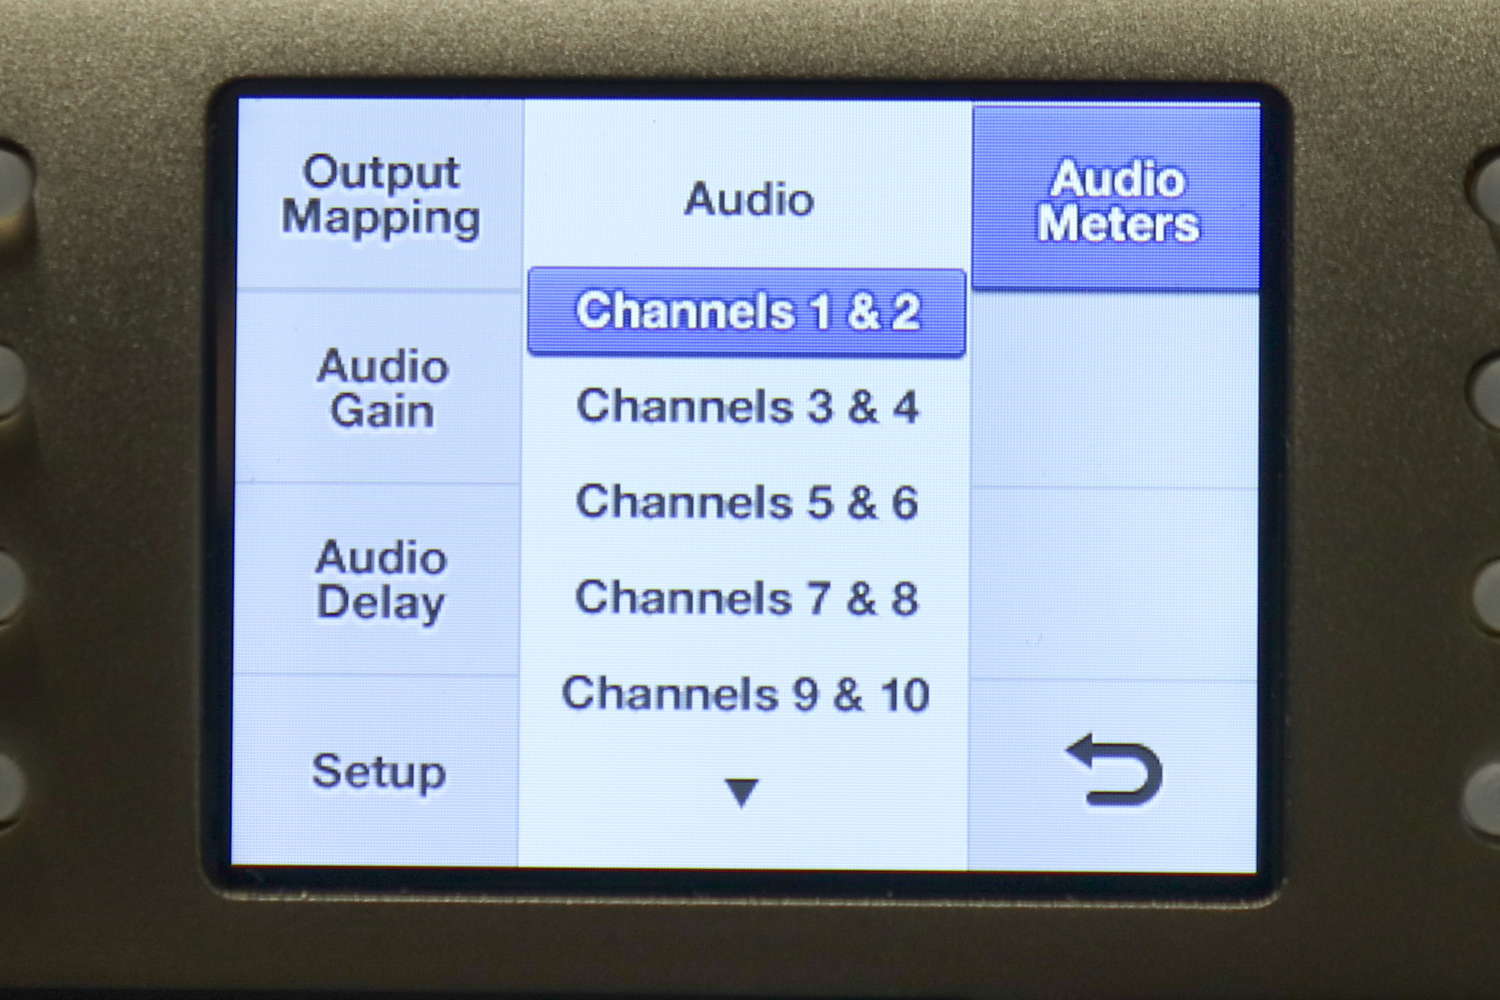 Output
Mapping
Audio
Gain
Audio
Delay
Setup
Audio
Channels 1 & 2
Channels 3 & 4
Channels 5 & 6
Channels 7 & 8
Channels 9 & 10
Audio
Meters